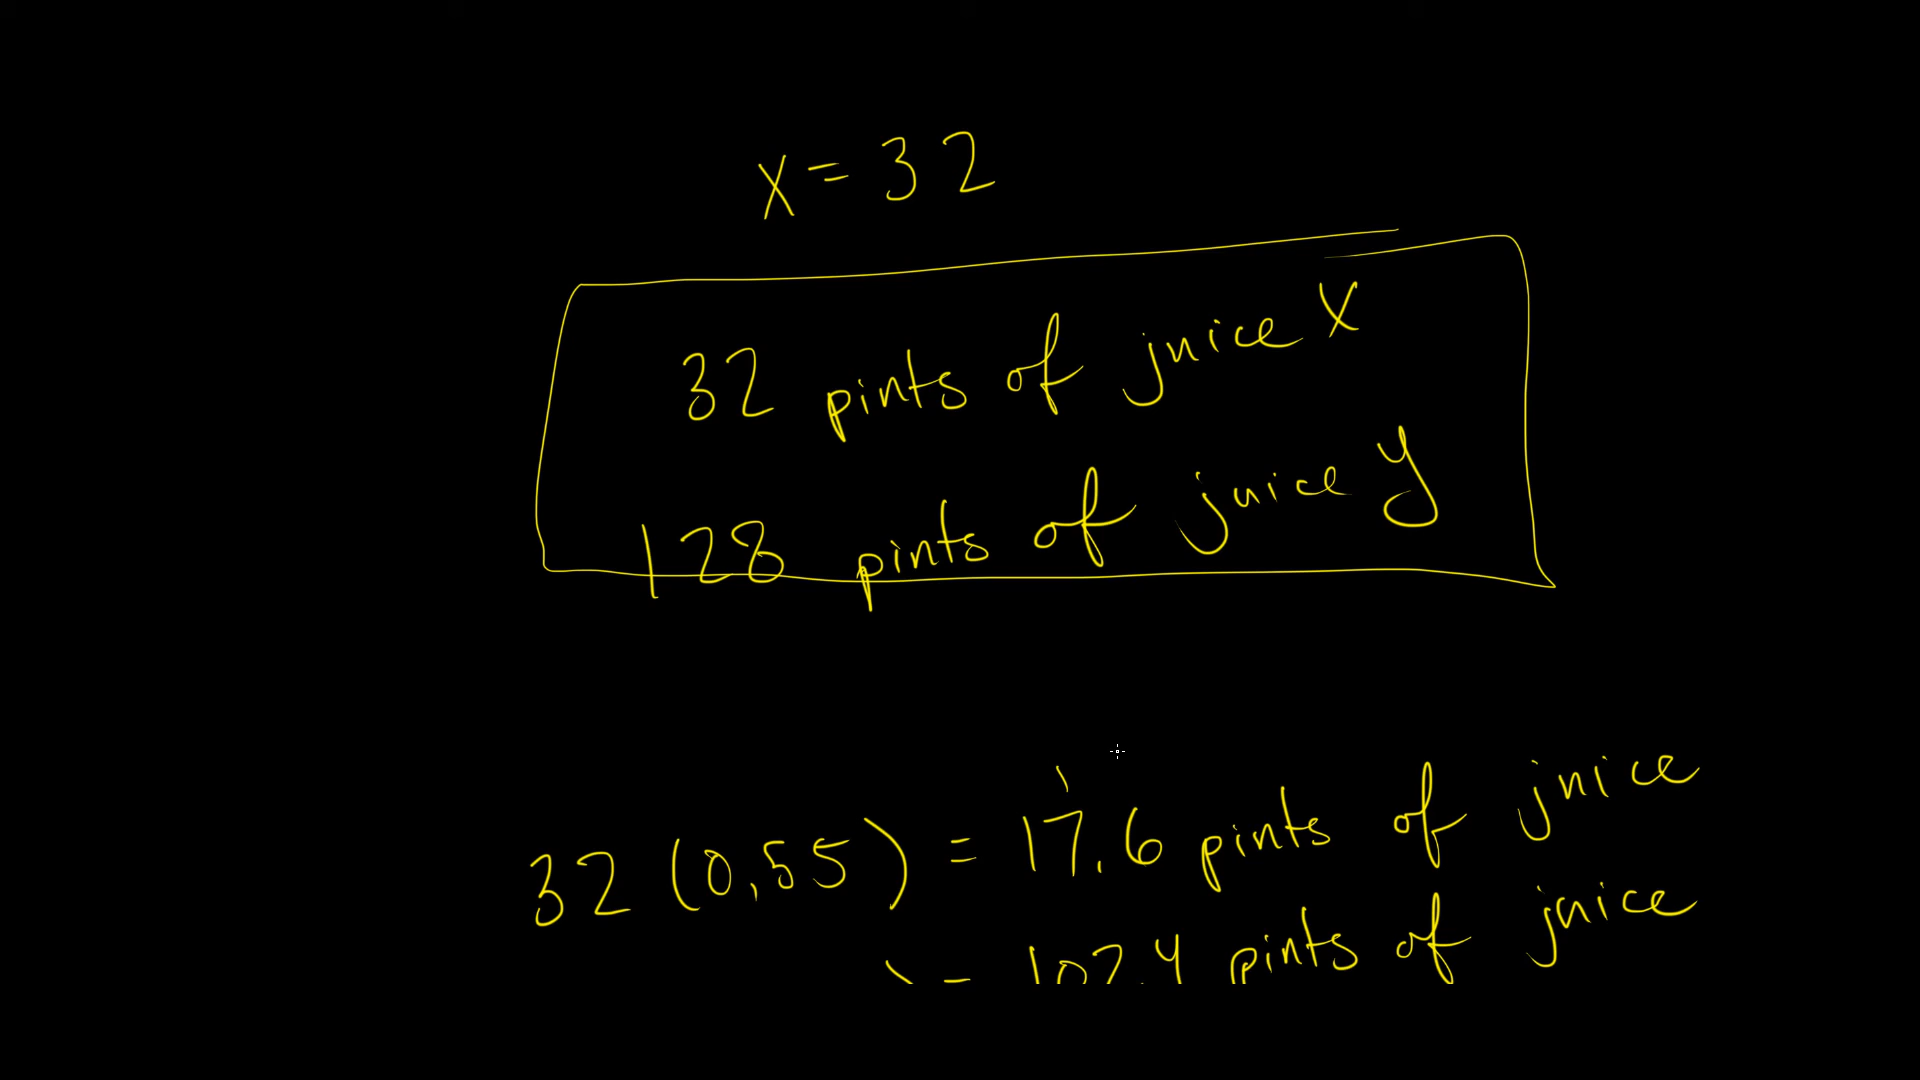 x = 32
32 pints of juice X
128 pints of juice Y
32 (0.55) = 17.6 pints of juice
) = 102.4 pints of juice